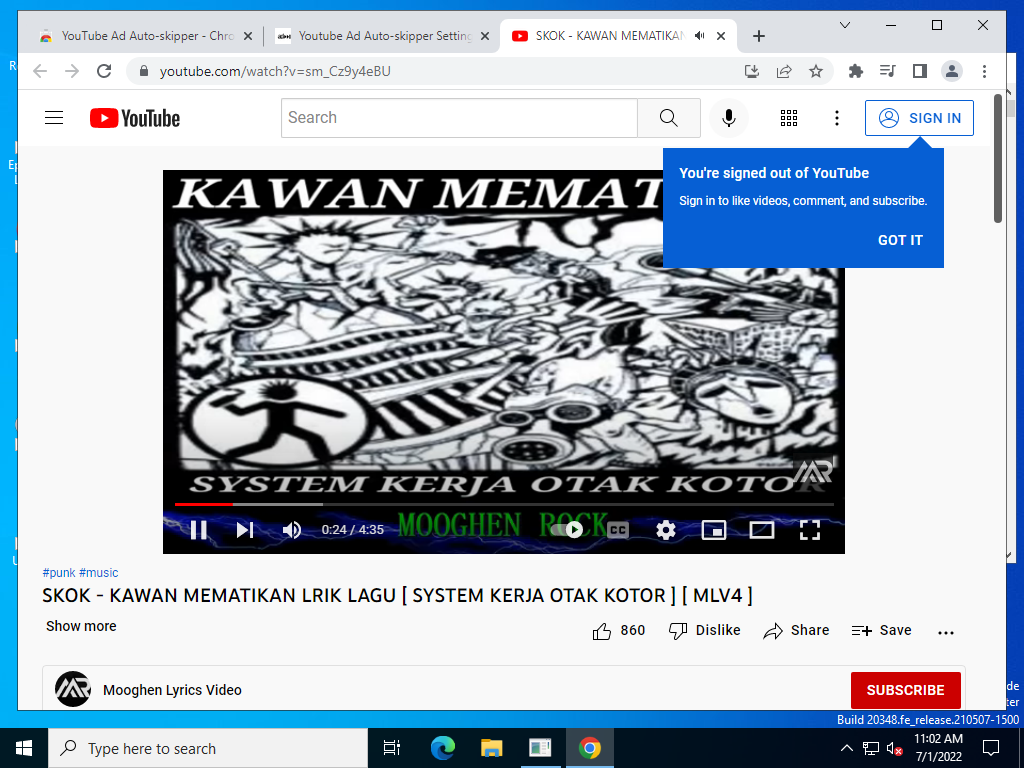 YouTube Ad Auto-skipper - Chro
Youtube Ad Auto-skipper Setting
SKOK - KAWAN MEMATIKAN
youtube.com/watch?v=sm_Cz9y4eBU
YouTube
Search
SIGN IN
You're signed out of YouTube
Sign in to like videos, comment, and subscribe.
GOT IT
KAWAN MEMAT
SYSTEM KERJA OTAK KOTOR
MR
0:24 / 4:35
MOOGHEN ROCK
CC
#punk #music
SKOK - KAWAN MEMATIKAN LRIK LAGU [ SYSTEM KERJA OTAK KOTOR ] [ MLV4 ]
Show more
860
Dislike
Share
Save
MR
Mooghen Lyrics Video
SUBSCRIBE
Build 20348.fe_release.210507-1500
Type here to search
11:02 AM
7/1/2022